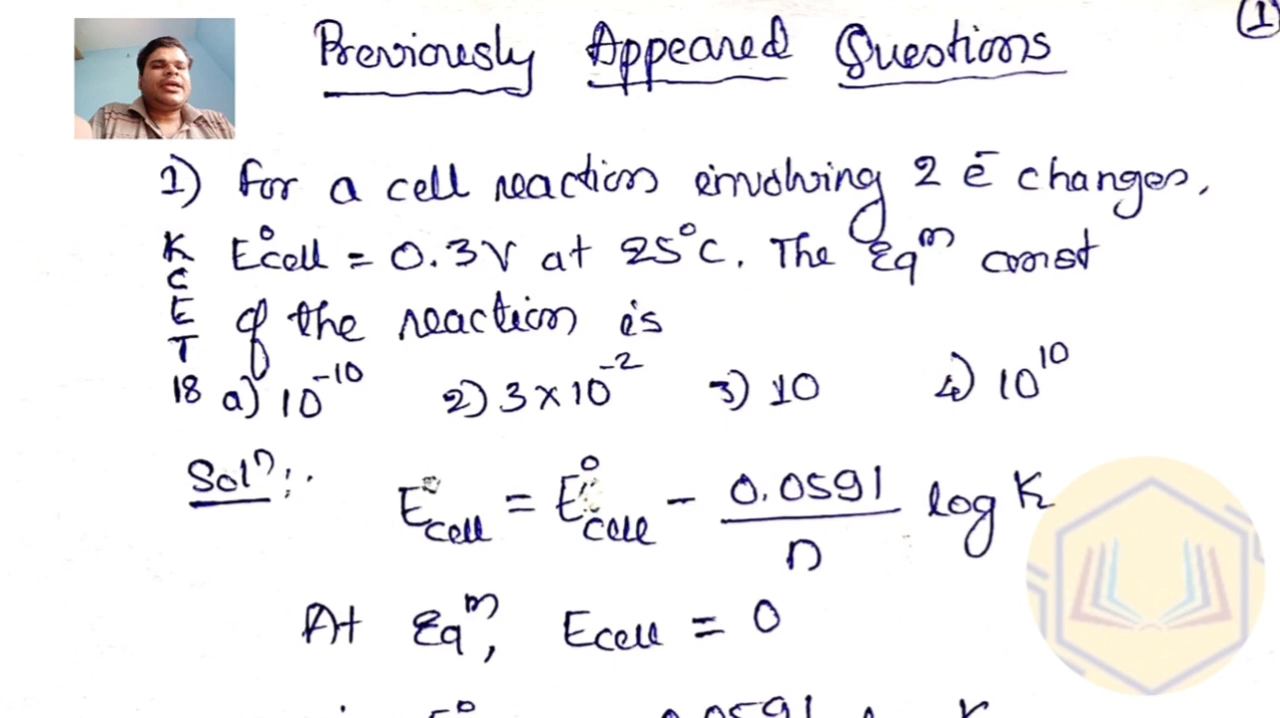 (1)
Previously Appeared Questions
1) For a cell reaction involving 2 ē changes,
KCET 18
E°cell = 0.3V at 25°C. The Eqᵐ const
of the reaction is
a) 10⁻¹⁰ 2) 3×10⁻² 3) 10 4) 10¹⁰
Solⁿ:.
Ecell = E°cell - 0.0591/n log K
At Eqᵐ, Ecell = 0